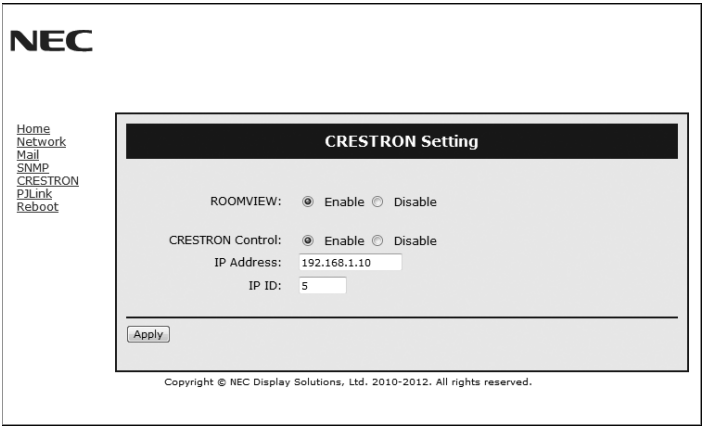 NEC
Home
Network
Mail
SNMP
CRESTRON
PJLink
Reboot
CRESTRON Setting
ROOMVIEW: Enable Disable
CRESTRON Control: Enable Disable
IP Address: 192.168.1.10
IP ID: 5
Apply
Copyright © NEC Display Solutions, Ltd. 2010-2012. All rights reserved.